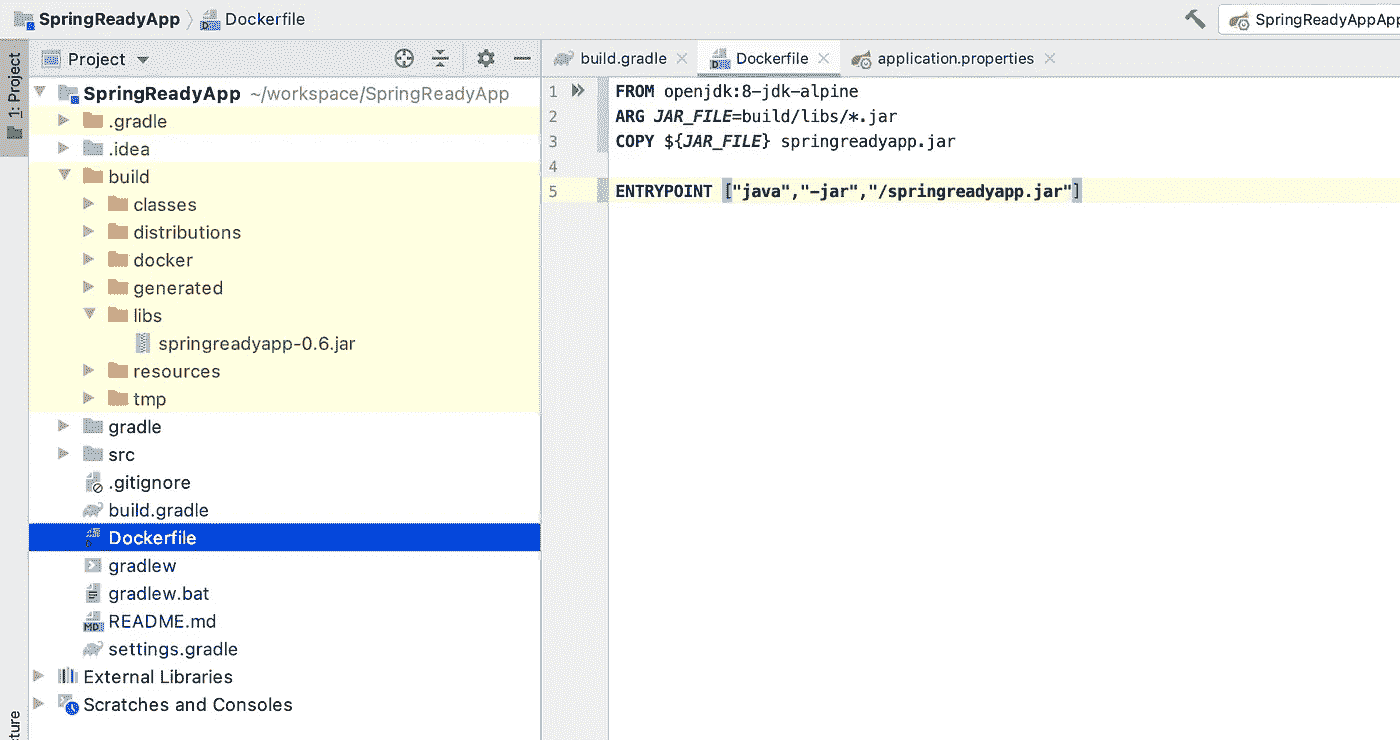 SpringReadyApp Dockerfile SpringReadyAppApp
1: Project
Project
build.gradle Dockerfile application.properties
SpringReadyApp ~/workspace/SpringReadyApp
.gradle
.idea
build
classes
distributions
docker
generated
libs
springreadyapp-0.6.jar
resources
tmp
gradle
src
.gitignore
build.gradle
Dockerfile
gradlew
gradlew.bat
README.md
settings.gradle
External Libraries
Scratches and Consoles
1 FROM openjdk:8-jdk-alpine
2 ARG JAR_FILE=build/libs/*.jar
3 COPY ${JAR_FILE} springreadyapp.jar
4
5 ENTRYPOINT ["java","-jar","/springreadyapp.jar"]